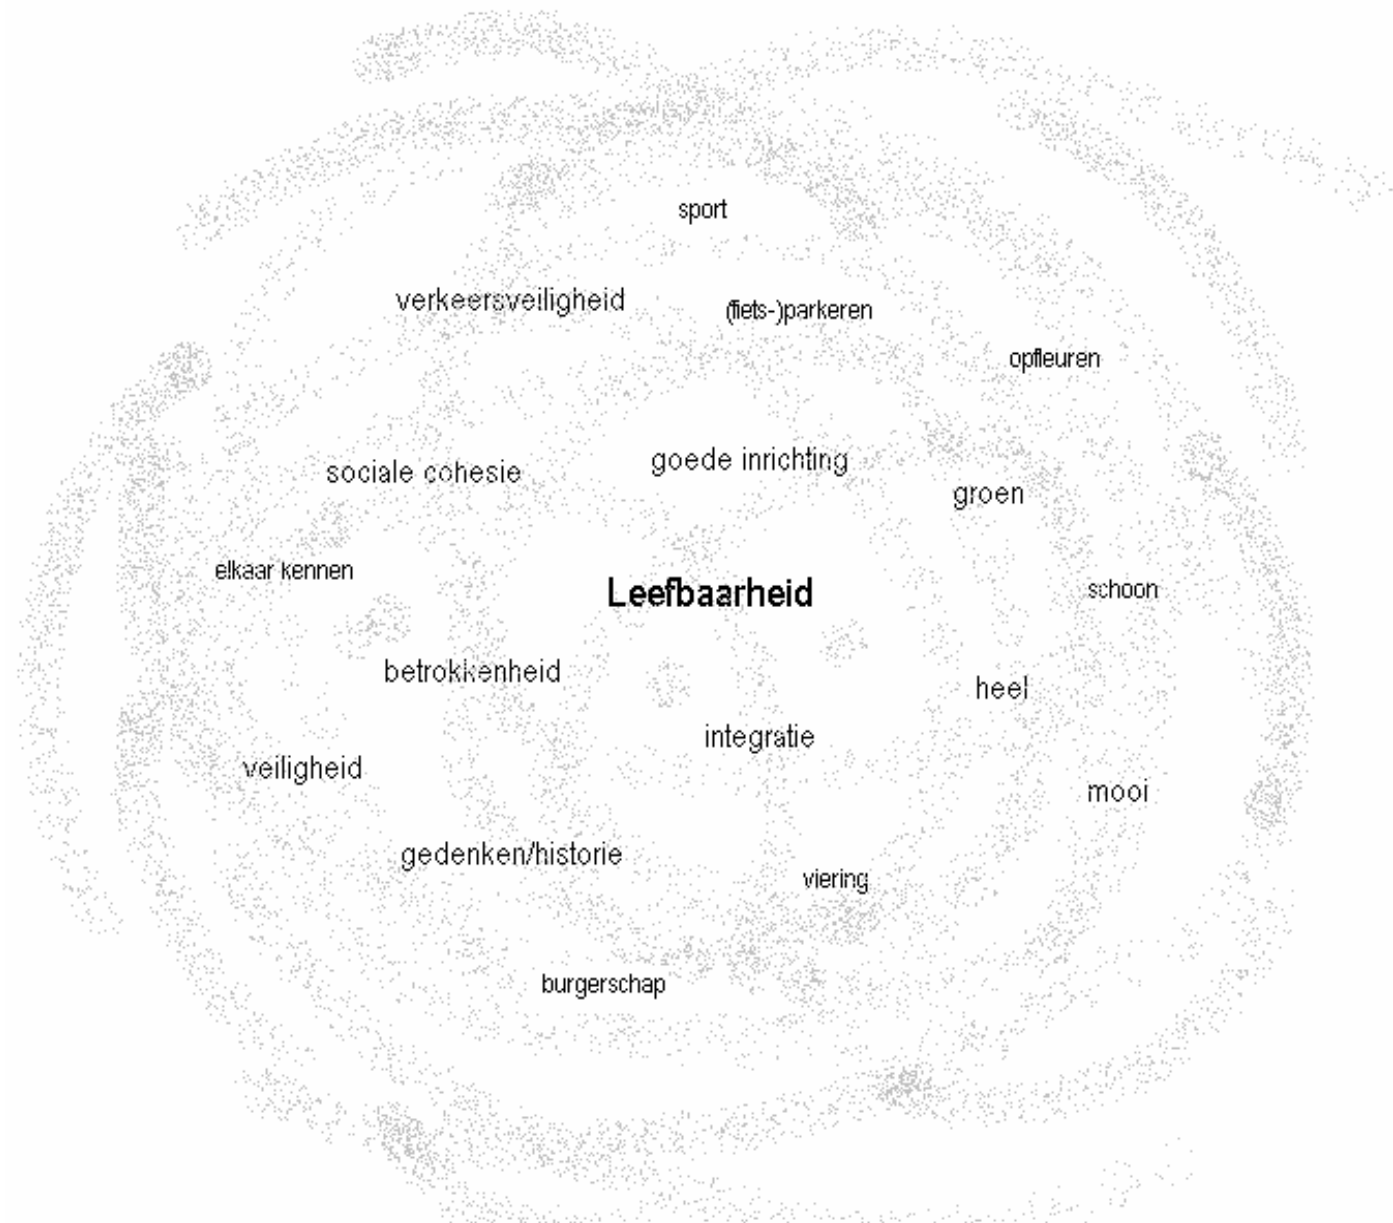 sport
verkeersveiligheid
(fiets-)parkeren
opfleuren
goede inrichting
sociale cohesie
groen
elkaar kennen
Leefbaarheid
schoon
betrokkenheid
heel
integratie
veiligheid
mooi
gedenken/historie
viering
burgerschap